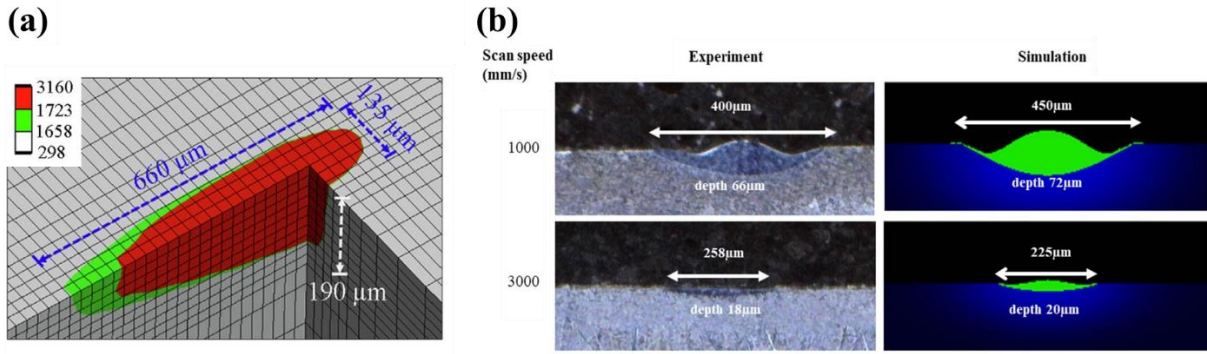 (a)
3160
1723
1658
298
660 µm
135 µm
190 µm
(b)
Scan speed
(mm/s)
Experiment
Simulation
1000
400µm
depth 66µm
450µm
depth 72µm
3000
258µm
depth 18µm
225µm
depth 20µm